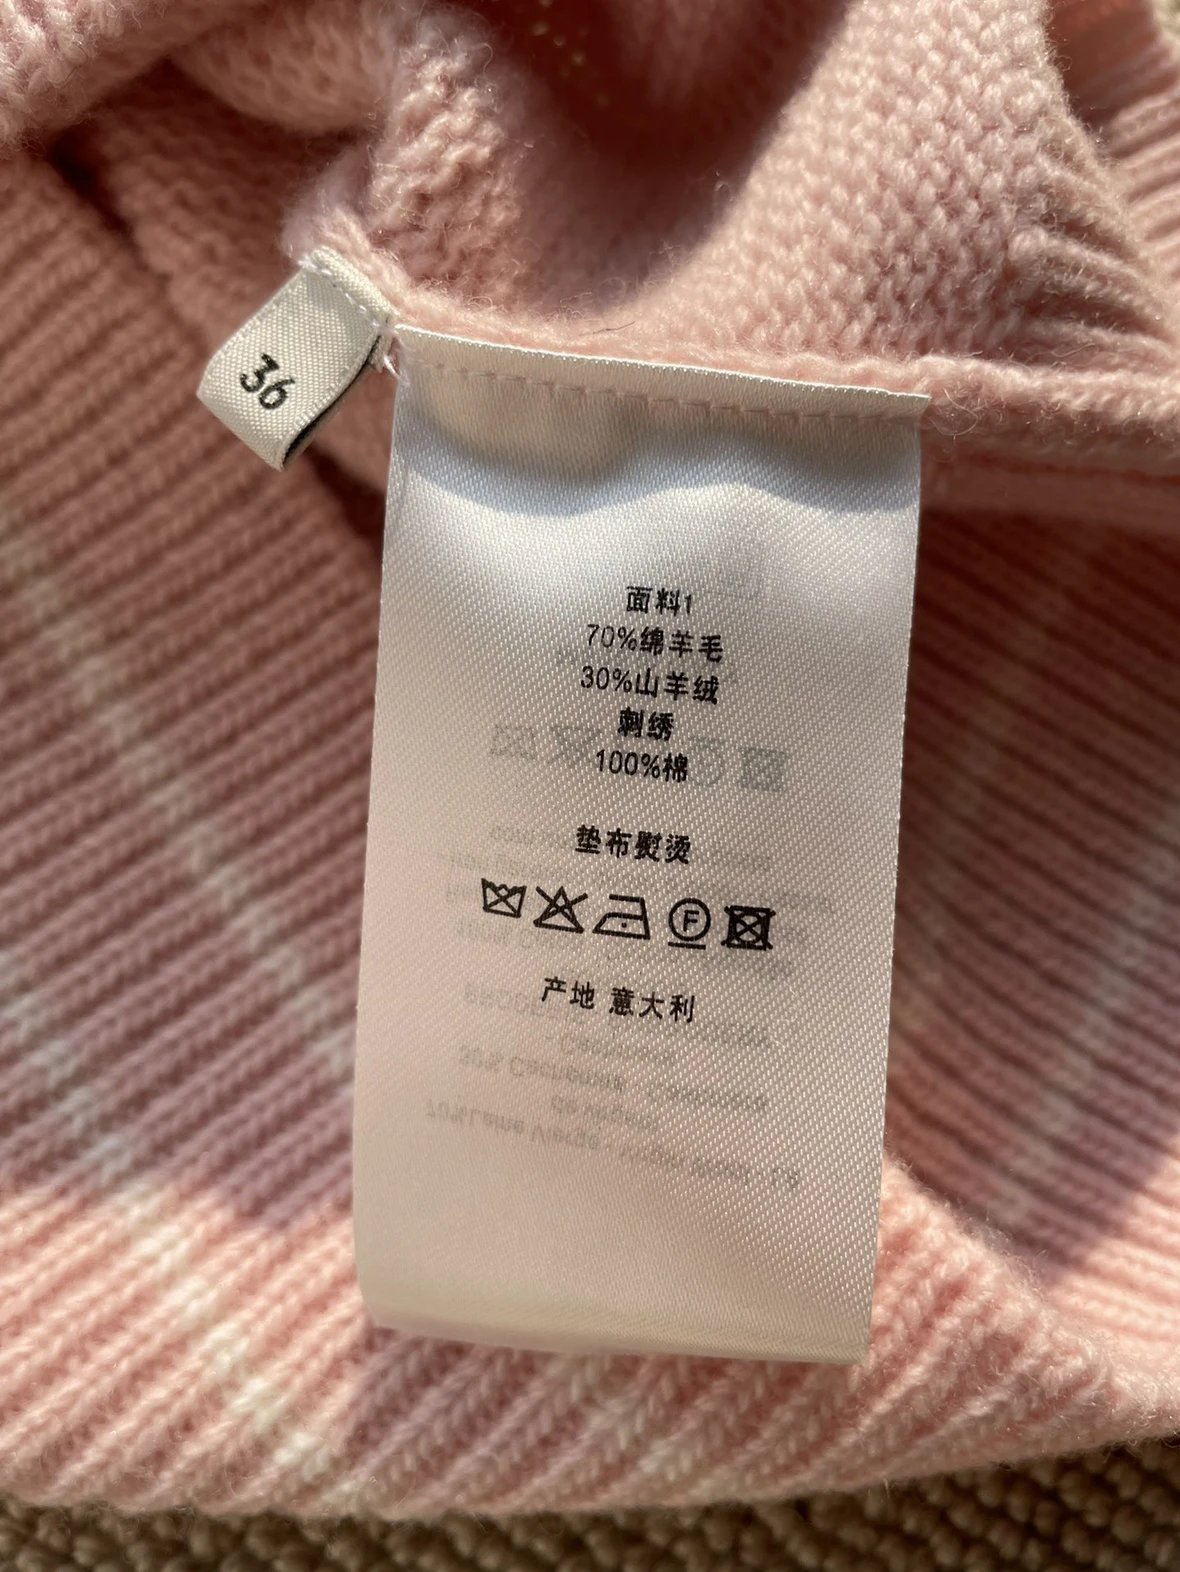 36
面料1
70%绵羊毛
30%山羊绒
刺绣
100%棉
垫布熨烫
F
产地 意大利